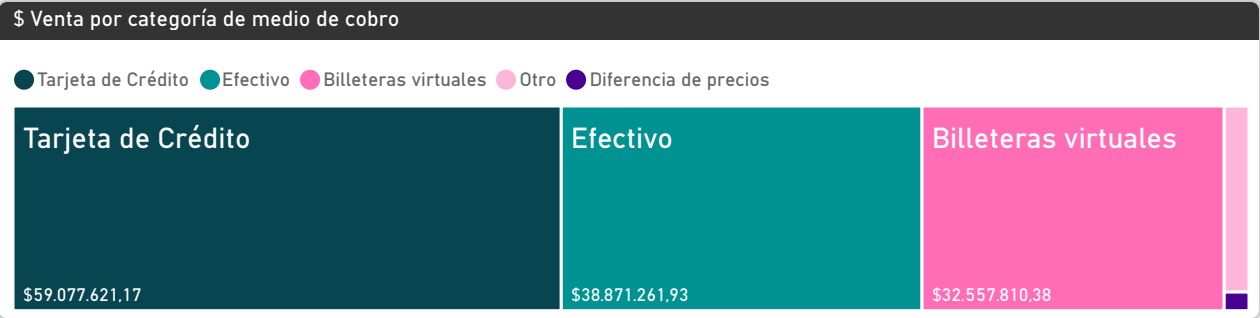 $ Venta por categoría de medio de cobro
Tarjeta de Crédito Efectivo Billeteras virtuales Otro Diferencia de precios
Tarjeta de Crédito Efectivo Billeteras virtuales
$59.077.621,17 $38.871.261,93 $32.557.810,38